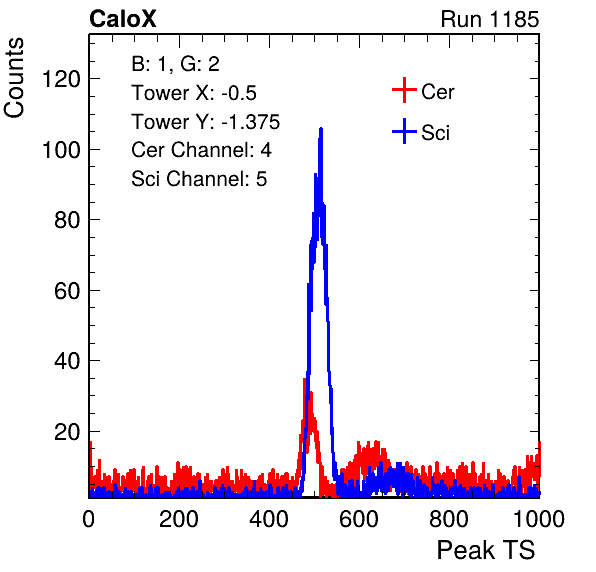 CaloX Run 1185
Counts
B: 1, G: 2
Tower X: -0.5
Tower Y: -1.375
Cer Channel: 4
Sci Channel: 5
Cer
Sci
120
100
80
60
40
20
0 200 400 600 800 1000
Peak TS